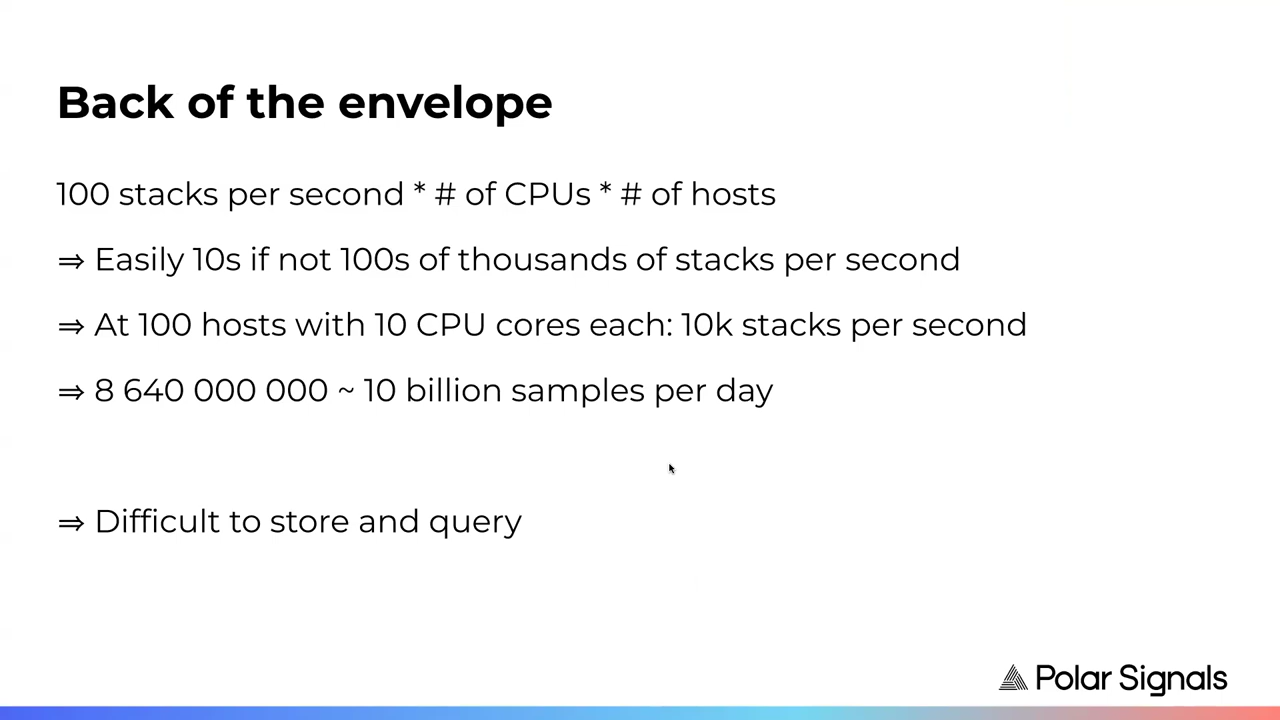 Back of the envelope
100 stacks per second * # of CPUs * # of hosts
⇒ Easily 10s if not 100s of thousands of stacks per second
⇒ At 100 hosts with 10 CPU cores each: 10k stacks per second
⇒ 8 640 000 000 ~ 10 billion samples per day
⇒ Difficult to store and query
Polar Signals